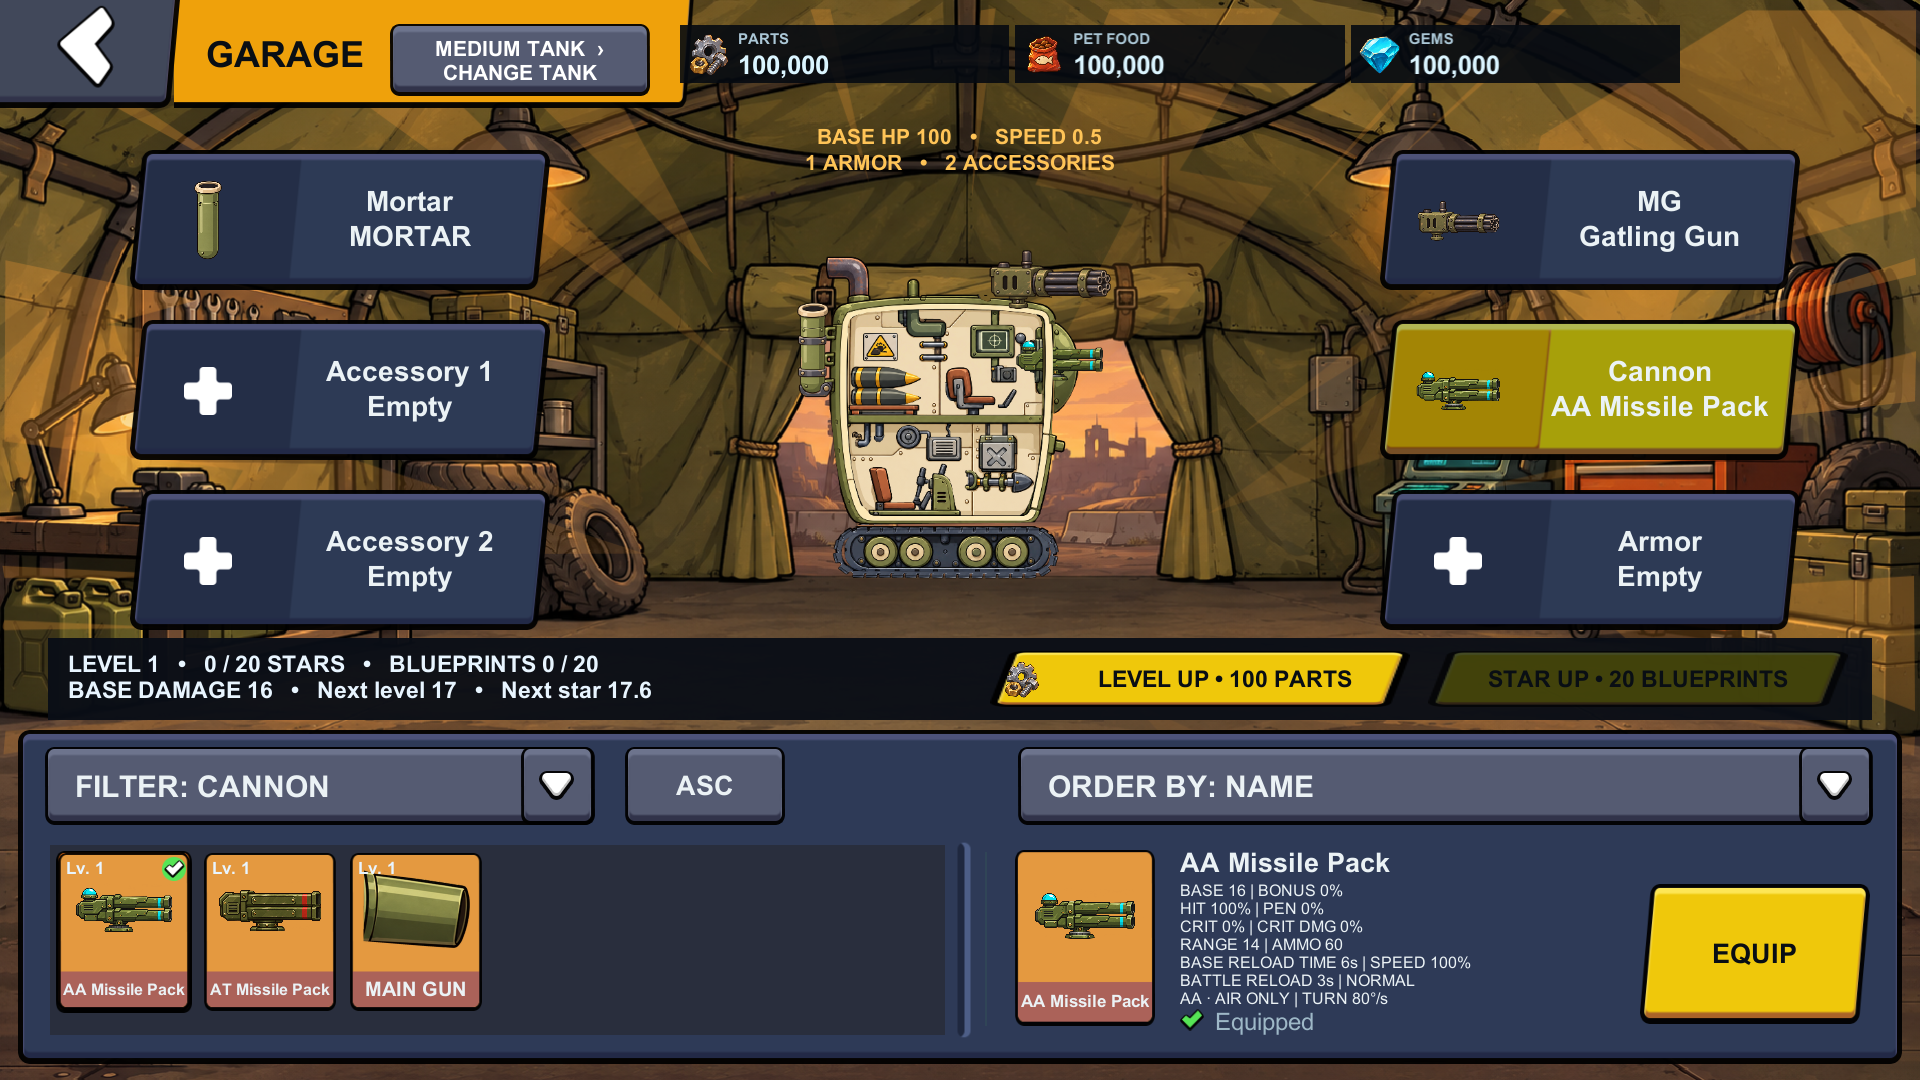 GARAGE
MEDIUM TANK ›
CHANGE TANK
PARTS
100,000
PET FOOD
100,000
GEMS
100,000
BASE HP 100 • SPEED 0.5
1 ARMOR • 2 ACCESSORIES
Mortar
MORTAR
Accessory 1
Empty
Accessory 2
Empty
MG
Gatling Gun
Cannon
AA Missile Pack
Armor
Empty
LEVEL 1 • 0 / 20 STARS • BLUEPRINTS 0 / 20
BASE DAMAGE 16 • Next level 17 • Next star 17.6
LEVEL UP • 100 PARTS
STAR UP • 20 BLUEPRINTS
FILTER: CANNON
ASC
ORDER BY: NAME
Lv. 1
AA Missile Pack
Lv. 1
AT Missile Pack
Lv. 1
MAIN GUN
AA Missile Pack
AA Missile Pack
BASE 16 | BONUS 0%
HIT 100% | PEN 0%
CRIT 0% | CRIT DMG 0%
RANGE 14 | AMMO 60
BASE RELOAD TIME 6s | SPEED 100%
BATTLE RELOAD 3s | NORMAL
AA · AIR ONLY | TURN 80°/s
Equipped
EQUIP